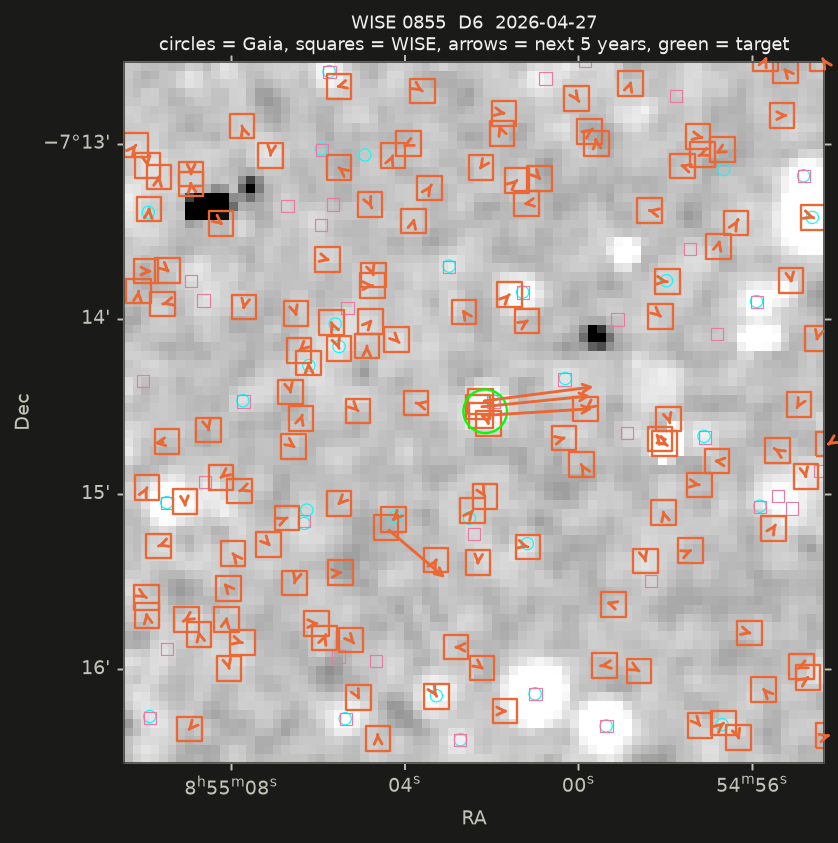 WISE 0855  D6  2026-04-27
circles = Gaia, squares = WISE, arrows = next 5 years, green = target
−7°13'
14'
15'
16'
Dec
8ʰ55ᵐ08ˢ
04ˢ
00ˢ
54ᵐ56ˢ
RA